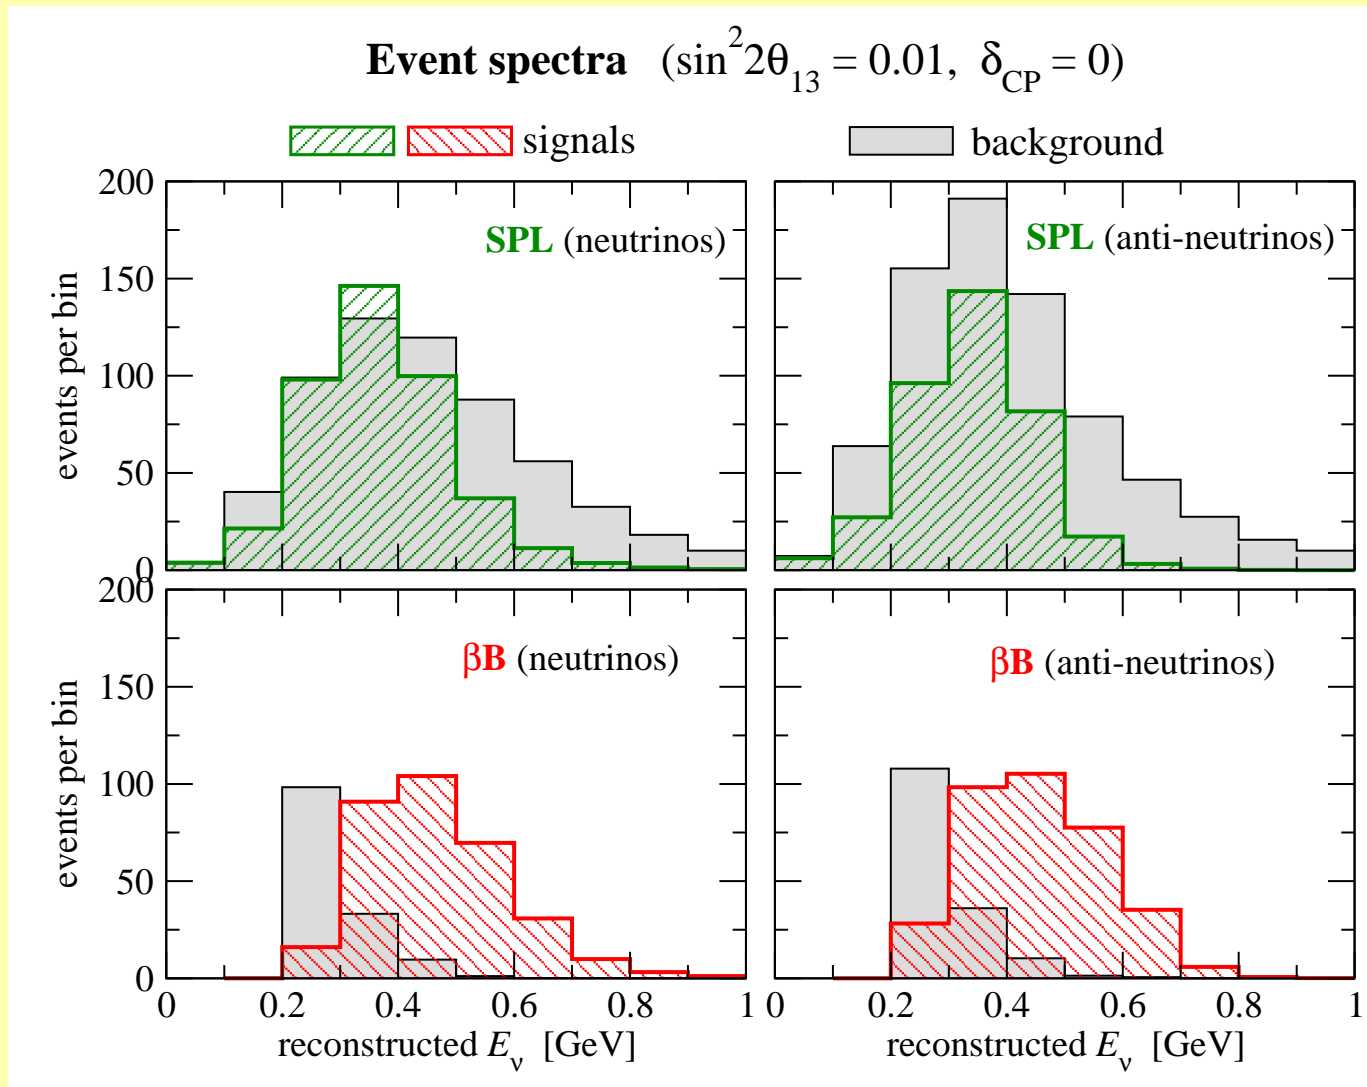 Event spectra (sin²2θ₁₃ = 0.01, δ_CP = 0)
signals background
200
150
100
50
0
events per bin
SPL (neutrinos)
SPL (anti-neutrinos)
200
150
100
50
0
events per bin
βB (neutrinos)
βB (anti-neutrinos)
0 0.2 0.4 0.6 0.8 1 0 0.2 0.4 0.6 0.8 1
reconstructed E_ν [GeV] reconstructed E_ν [GeV]